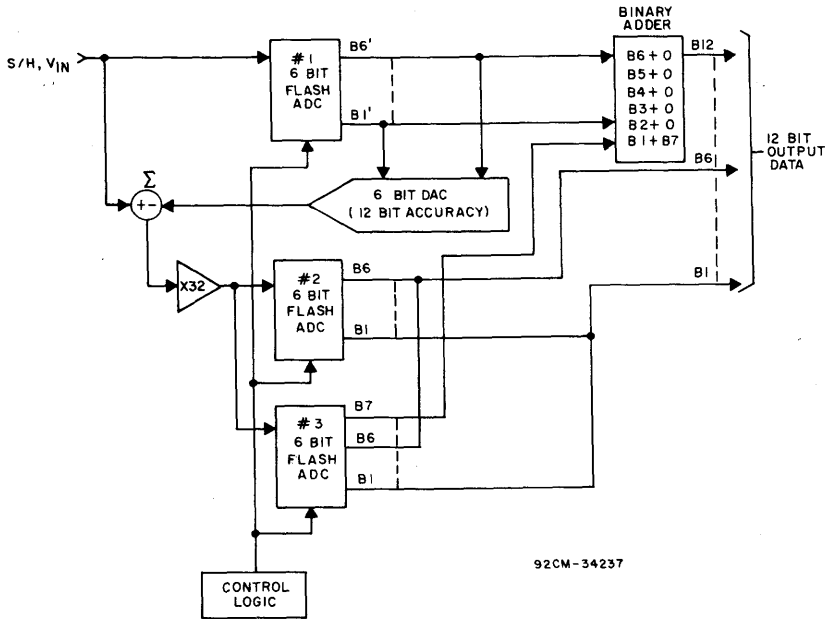 BINARY
ADDER
S/H, VIN
#1
6 BIT
FLASH
ADC
B6'
B1'
B6+0
B5+0
B4+0
B3+0
B2+0
B1+B7
B12
B6
B1
12 BIT
OUTPUT
DATA
Σ
+-
6 BIT DAC
(12 BIT ACCURACY)
X32
#2
6 BIT
FLASH
ADC
B6
B1
#3
6 BIT
FLASH
ADC
B7
B6
B1
CONTROL
LOGIC
92CM-34237